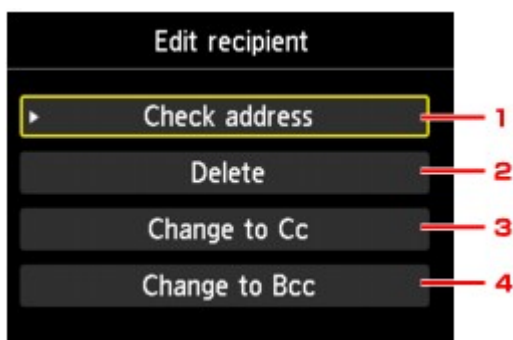 Edit recipient
Check address 1
Delete 2
Change to Cc 3
Change to Bcc 4